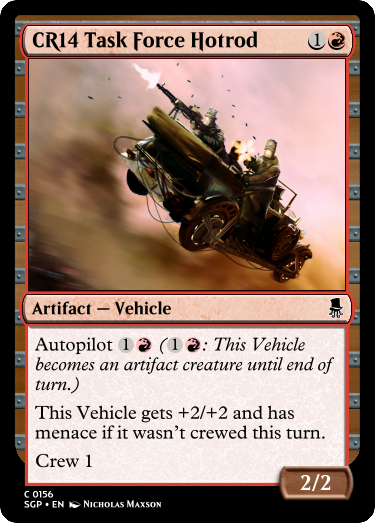 CR14 Task Force Hotrod 1
Autopilot 1 (1 : This Vehicle
becomes an artifact creature until end of
turn.)
This Vehicle gets +2/+2 and has
menace if it wasn't crewed this turn.
Crew 1
Artifact — Vehicle
2/2
C 0156
SGP • EN Nicholas Maxson